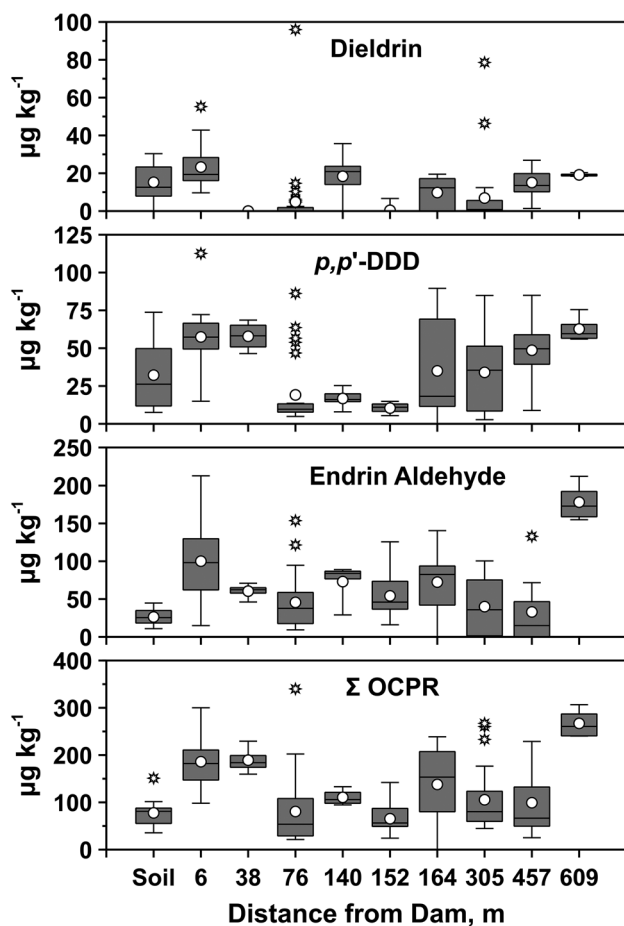 Dieldrin
µg kg-1
100
80
60
40
20
0
p,p'-DDD
µg kg-1
125
100
75
50
25
0
Endrin Aldehyde
µg kg-1
250
200
150
100
50
0
Σ OCPR
µg kg-1
400
300
200
100
0
Soil 6 38 76 140 152 164 305 457 609
Distance from Dam, m